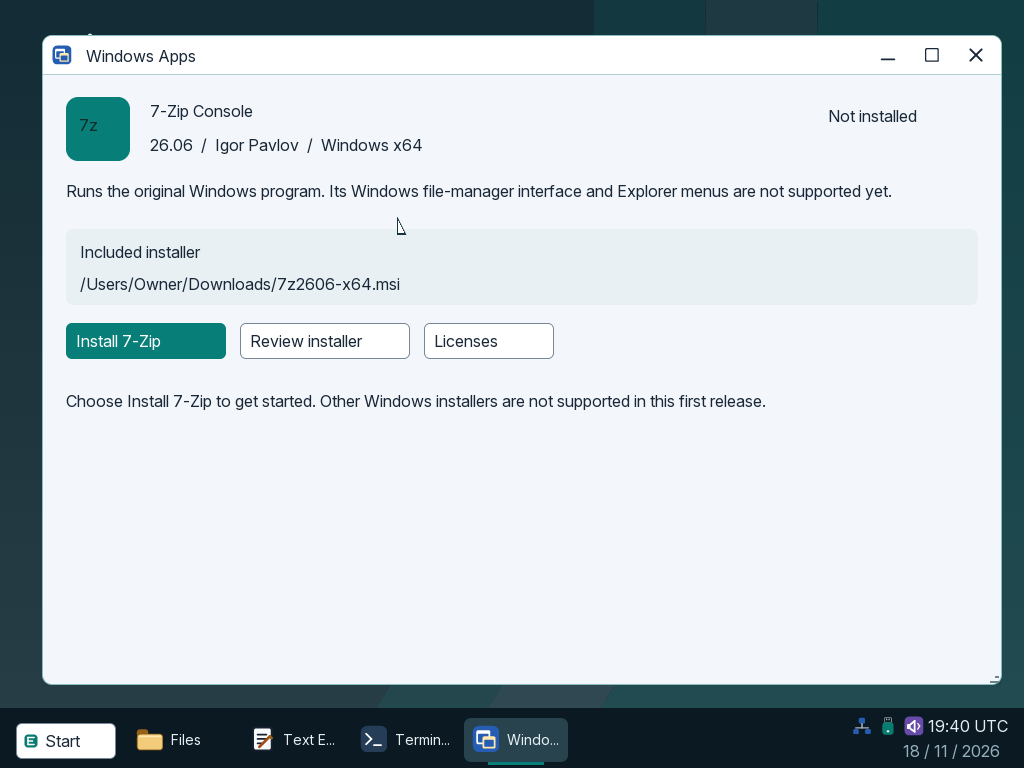 Windows Apps
7z
7-Zip Console
Not installed
26.06 / Igor Pavlov / Windows x64
Runs the original Windows program. Its Windows file-manager interface and Explorer menus are not supported yet.
Included installer
/Users/Owner/Downloads/7z2606-x64.msi
Install 7-Zip
Review installer
Licenses
Choose Install 7-Zip to get started. Other Windows installers are not supported in this first release.
Start
Files
Text E...
Termin...
Windo...
19:40 UTC
18 / 11 / 2026